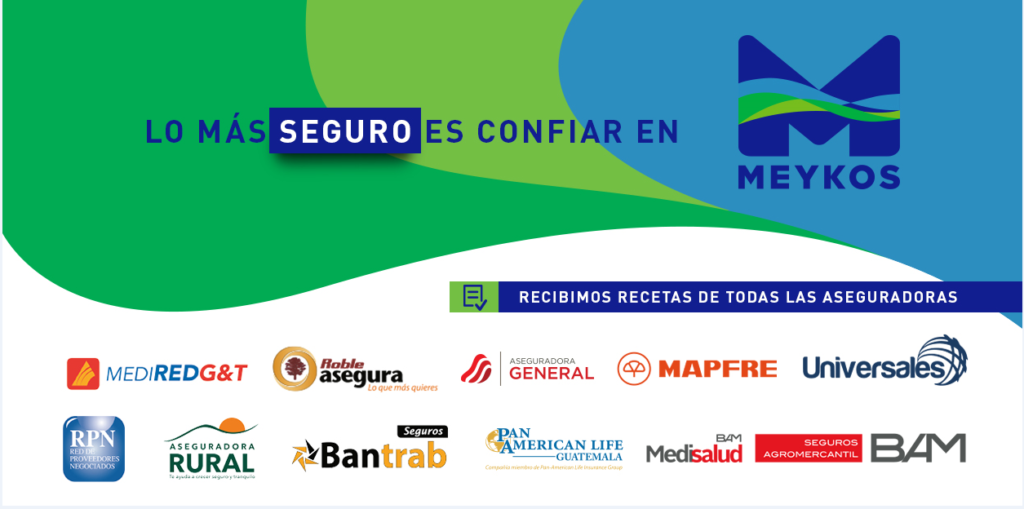 LO MÁS SEGURO ES CONFIAR EN
MEYKOS
RECIBIMOS RECETAS DE TODAS LAS ASEGURADORAS
MEDIREDG&T
Roble
asegura
Lo que más quieres
ASEGURADORA
GENERAL
MAPFRE
Universales
RPN
RED DE
PROVEEDORES
NEGOCIADOS
ASEGURADORA
RURAL
Te ayuda a crecer seguro y tranquilo
Seguros
Bantrab
PAN
AMERICAN LIFE
GUATEMALA
Compañía miembro de Pan American Life Insurance Group
BAM
Medisalud
SEGUROS
AGROMERCANTIL
BAM